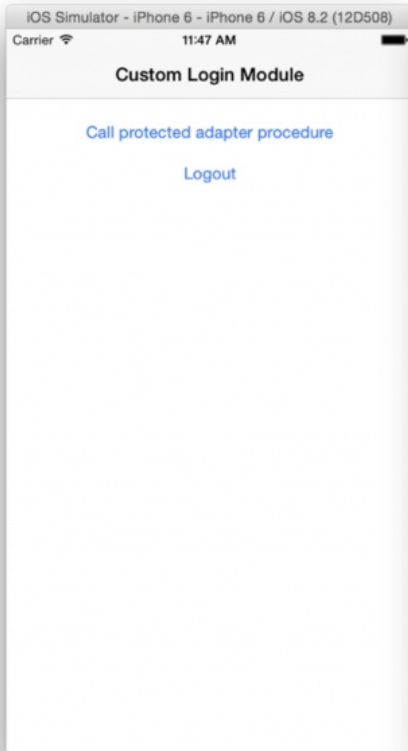 iOS Simulator - iPhone 6 - iPhone 6 / iOS 8.2 (12D508)
Carrier 11:47 AM
Custom Login Module
Call protected adapter procedure
Logout